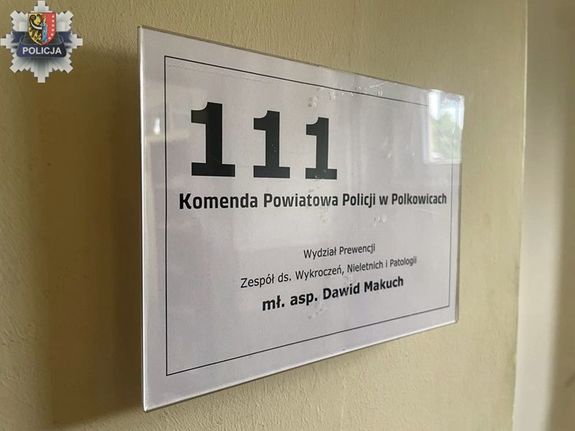 POLICJA
111
Komenda Powiatowa Policji w Polkowicach
Wydział Prewencji
Zespół ds. Wykroczeń, Nieletnich i Patologii
mł. asp. Dawid Makuch